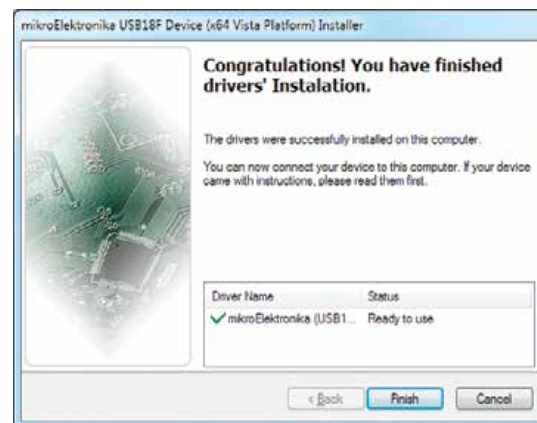 mikroElektronika USB18F Device (x64 Vista Platform) Installer
Congratulations! You have finished
drivers' Instalation.
The drivers were successfully installed on this computer.
You can now connect your device to this computer. If your device
came with instructions, please read them first.
Driver Name Status
mikroElektronika (USB1... Ready to use
< Back Finish Cancel